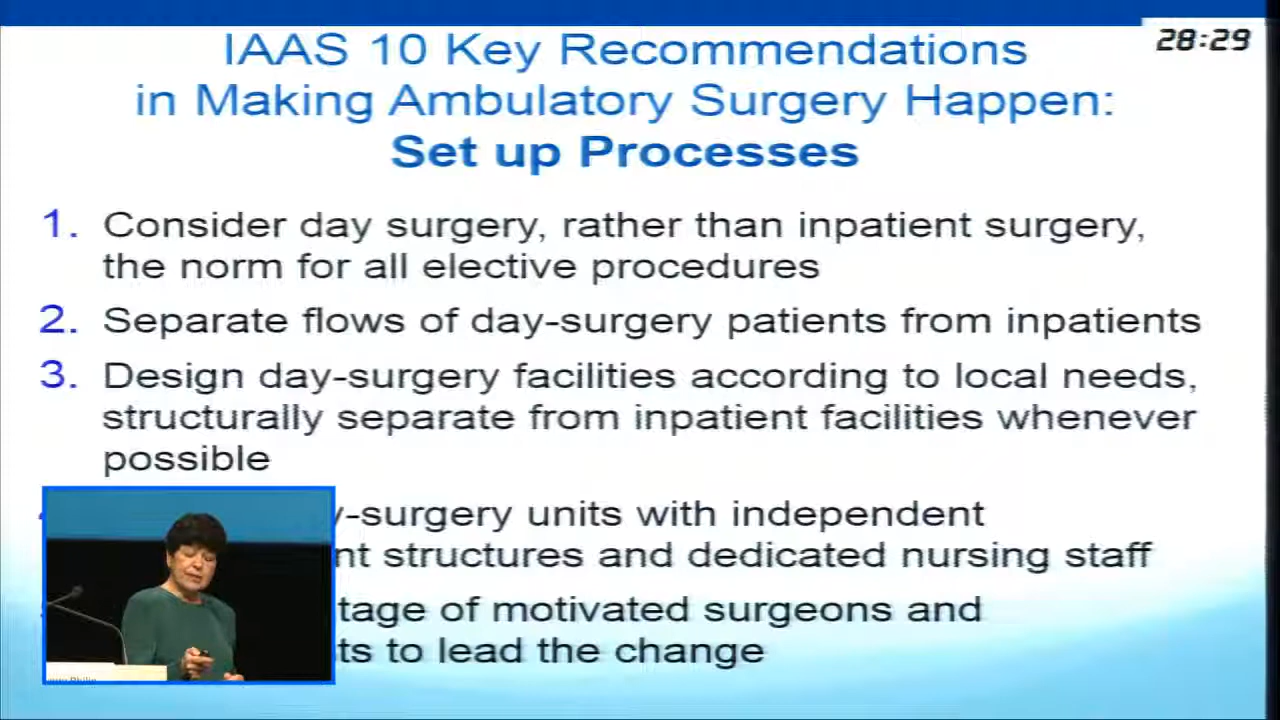 28:29
IAAS 10 Key Recommendations
in Making Ambulatory Surgery Happen:
Set up Processes
1. Consider day surgery, rather than inpatient surgery,
the norm for all elective procedures
2. Separate flows of day-surgery patients from inpatients
3. Design day-surgery facilities according to local needs,
structurally separate from inpatient facilities whenever
possible
y-surgery units with independent
nt structures and dedicated nursing staff
tage of motivated surgeons and
ts to lead the change
Philip